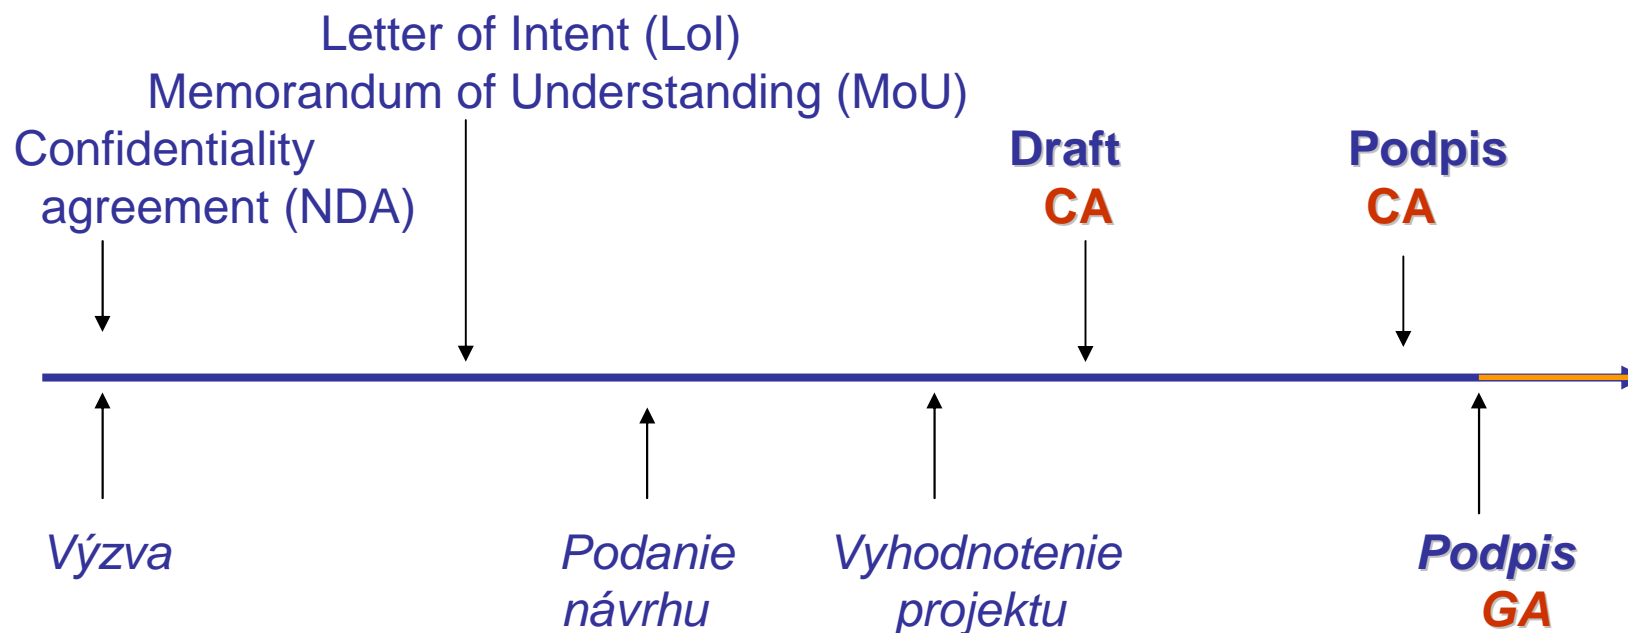 Letter of Intent (LoI)
Memorandum of Understanding (MoU)
Confidentiality
agreement (NDA)
Draft
CA
Podpis
CA
Výzva
Podanie
návrhu
Vyhodnotenie
projektu
Podpis
GA